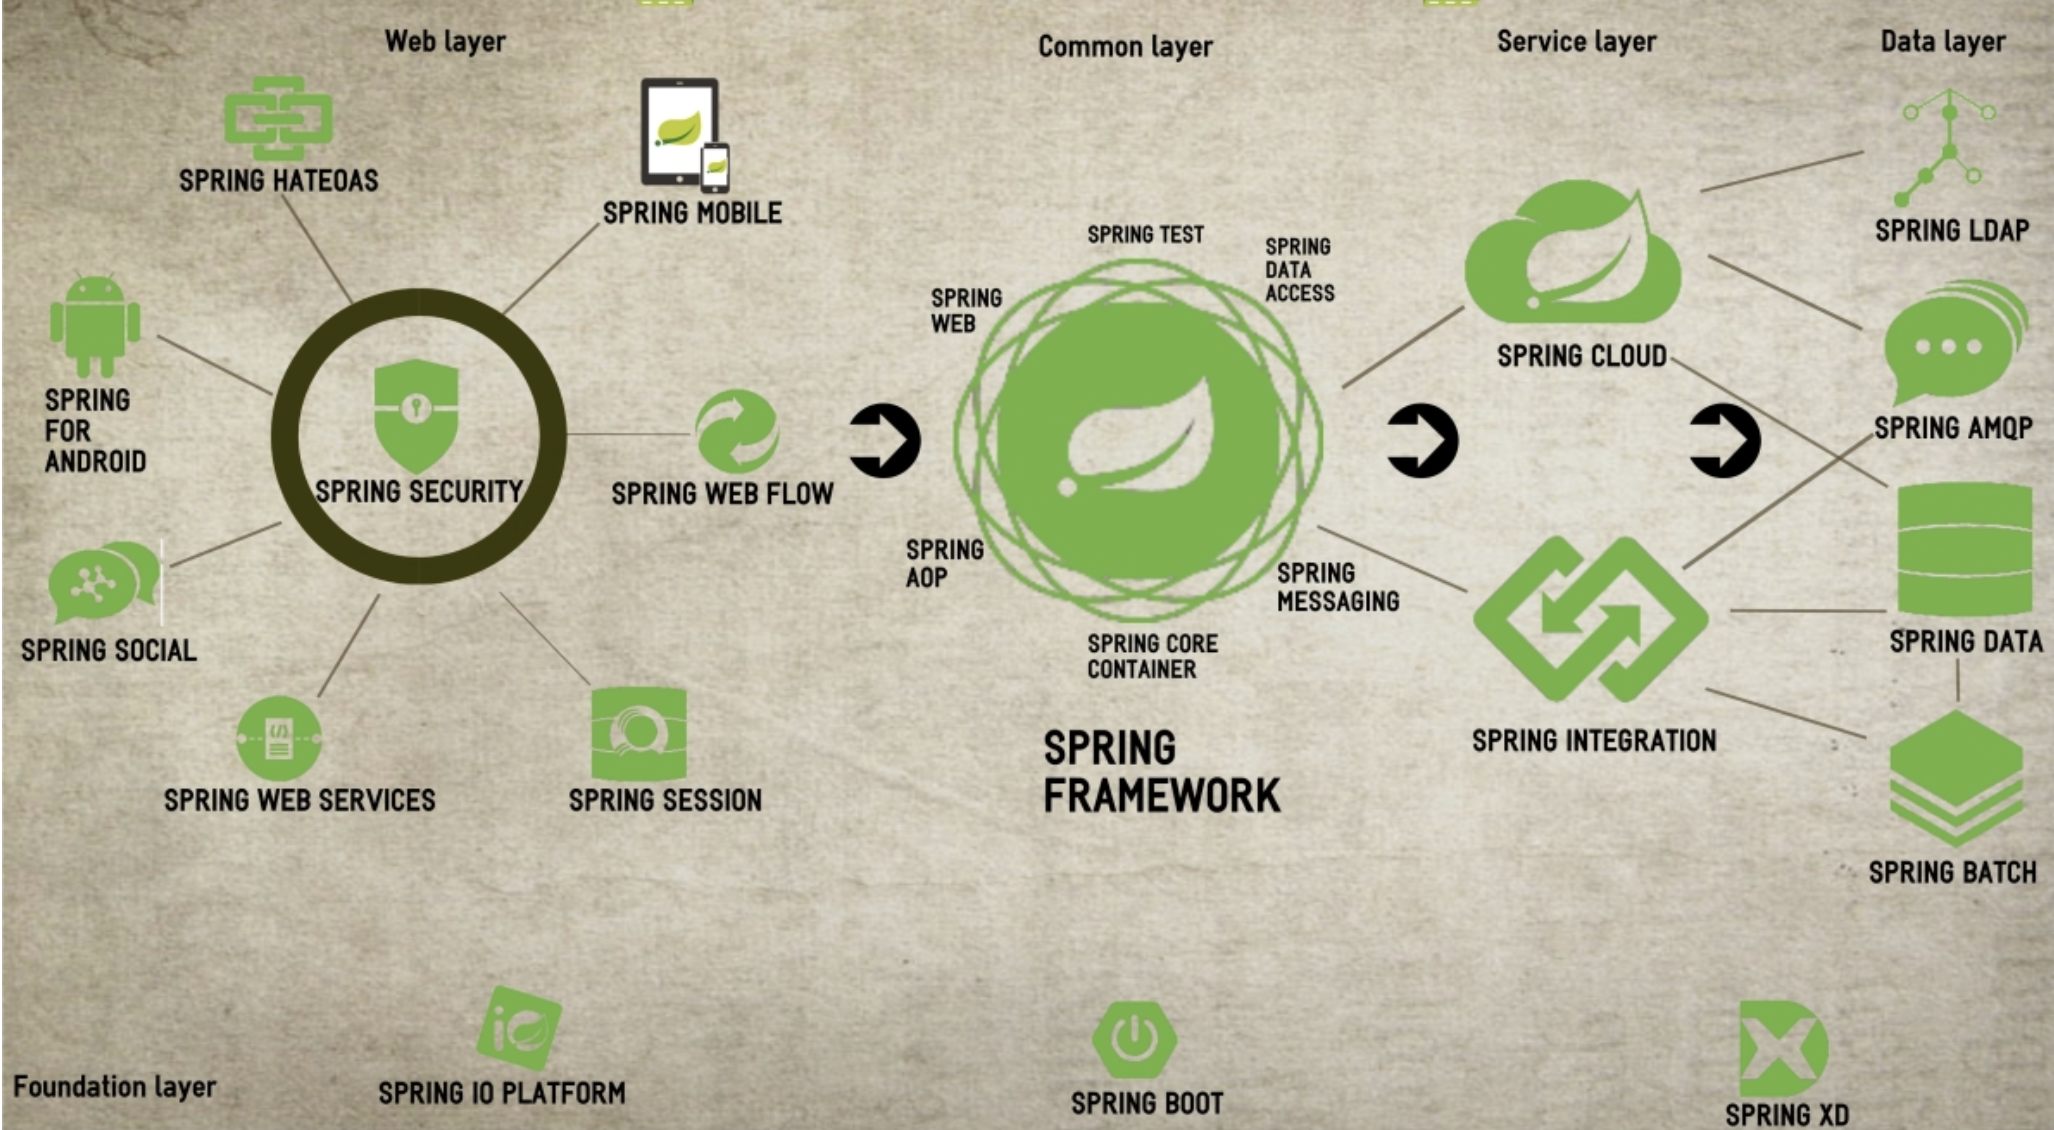 Web layer
Common layer
Service layer
Data layer
SPRING HATEOAS
SPRING MOBILE
SPRING
FOR
ANDROID
SPRING SECURITY
SPRING WEB FLOW
SPRING SOCIAL
SPRING WEB SERVICES
SPRING SESSION
SPRING TEST
SPRING
DATA
ACCESS
SPRING
WEB
SPRING
AOP
SPRING
MESSAGING
SPRING CORE
CONTAINER
SPRING
FRAMEWORK
SPRING CLOUD
SPRING INTEGRATION
SPRING LDAP
SPRING AMQP
SPRING DATA
SPRING BATCH
Foundation layer
iO
SPRING IO PLATFORM
SPRING BOOT
XD
SPRING XD